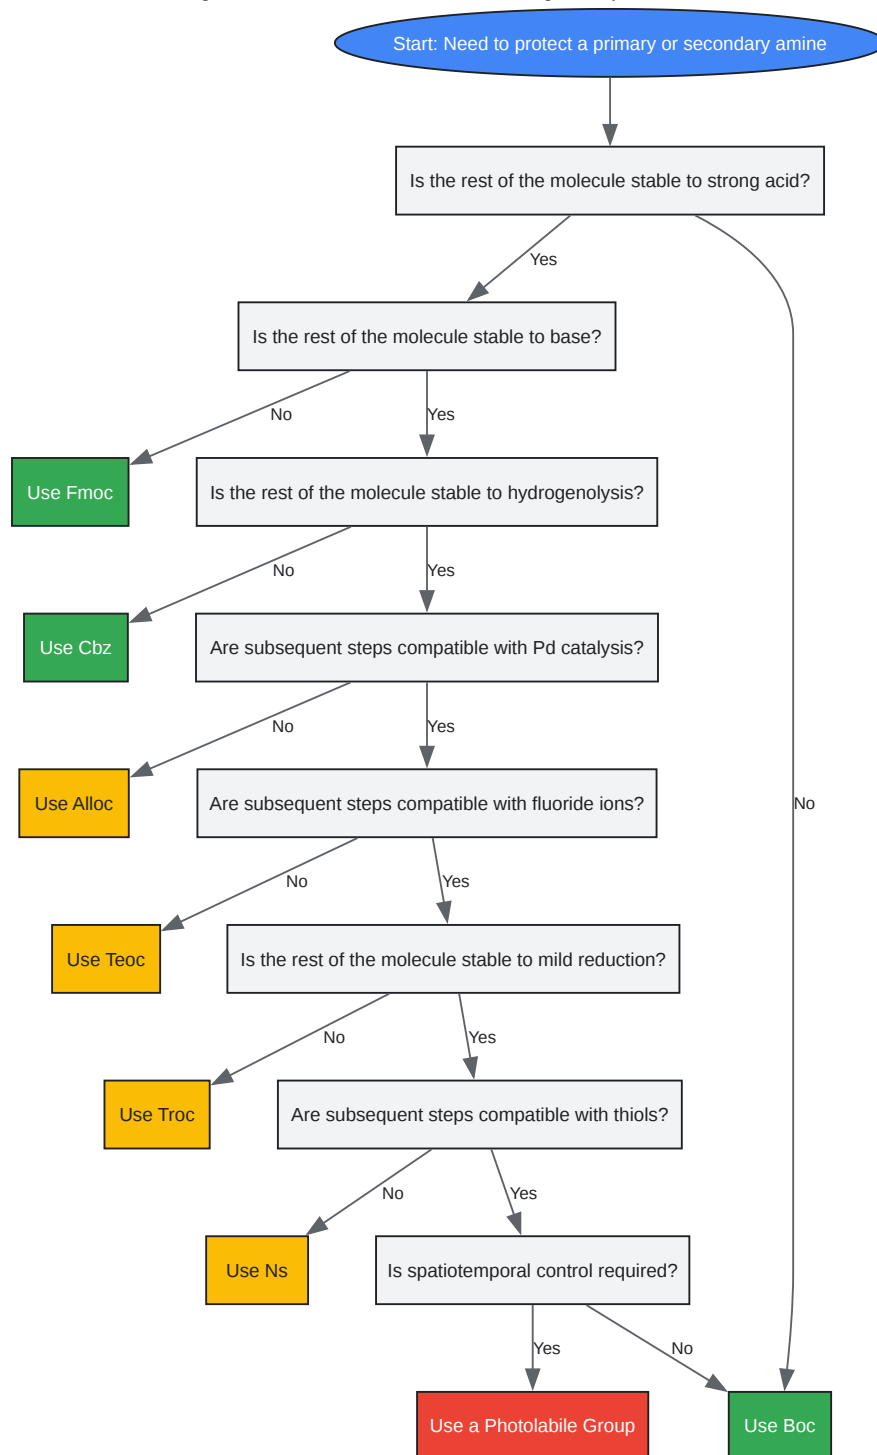 Start: Need to protect a primary or secondary amine
Is the rest of the molecule stable to strong acid?
Yes
Is the rest of the molecule stable to base?
No
Yes
Use Fmoc
Is the rest of the molecule stable to hydrogenolysis?
No
Yes
Use Cbz
Are subsequent steps compatible with Pd catalysis?
No
Yes
Use Alloc
Are subsequent steps compatible with fluoride ions?
No
No
Yes
Use Teoc
Is the rest of the molecule stable to mild reduction?
No
Yes
Use Troc
Are subsequent steps compatible with thiols?
No
Yes
Use Ns
Is spatiotemporal control required?
Yes
No
Use a Photolabile Group
Use Boc